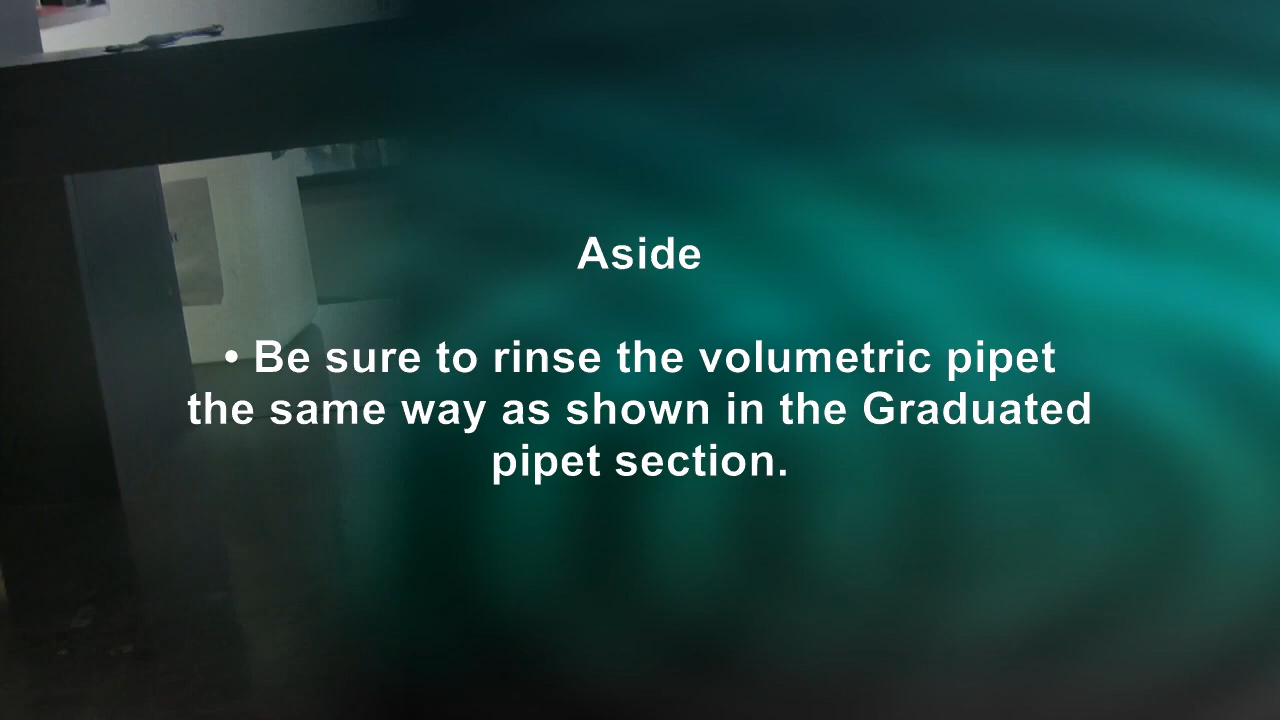 Aside
• Be sure to rinse the volumetric pipet
the same way as shown in the Graduated
pipet section.